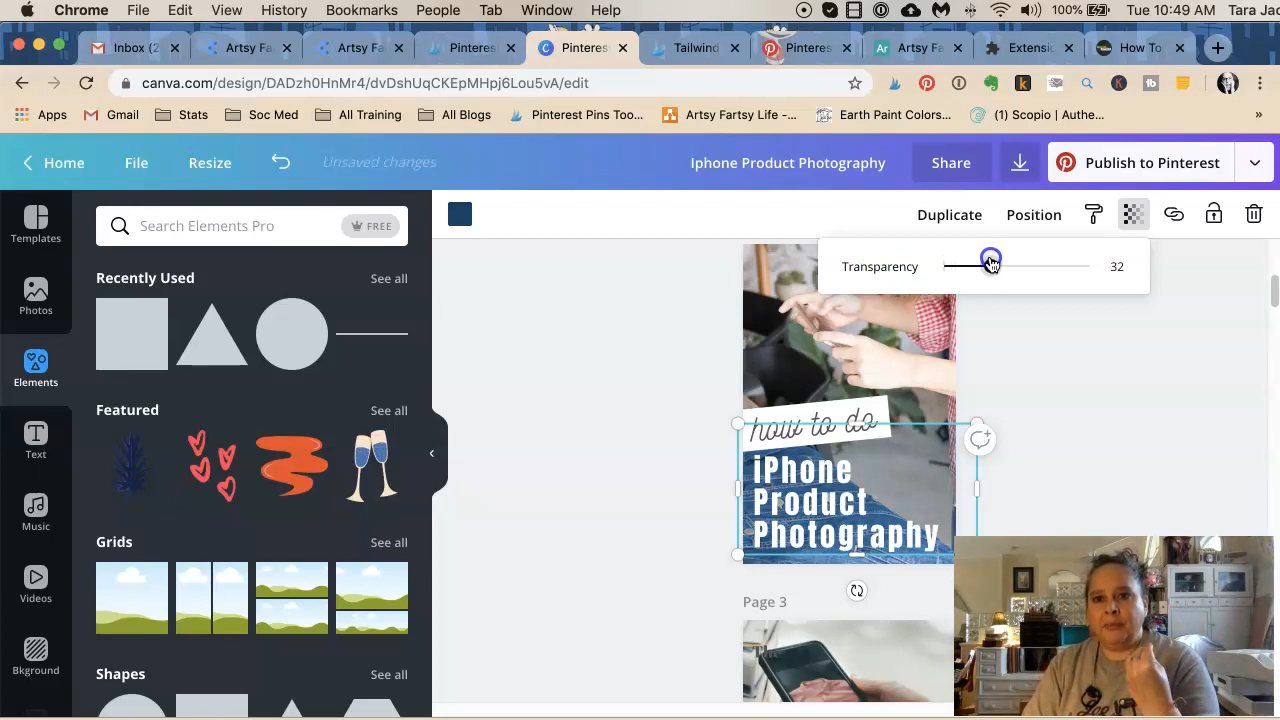 Chrome File Edit View History Bookmarks People Tab Window Help 100% Tue 10:49 AM Tara Jac
Inbox (2 Artsy Fa Artsy Fa Pinteres Pinteres Tailwind Pinteres Artsy Fa Extensio How To
canva.com/design/DADzh0HnMr4/dvDshUqCKEpMHpj6Lou5vA/edit
Apps Gmail Stats Soc Med All Training All Blogs Pinterest Pins Too... Artsy Fartsy Life -... Earth Paint Colors... (1) Scopio | Authe... »
Home File Resize Unsaved changes Iphone Product Photography Share Publish to Pinterest
Templates
Photos
Elements
Text
Music
Videos
Bkground
Search Elements Pro FREE
Recently Used See all
Featured See all
Grids See all
Shapes See all
Duplicate Position
Transparency 32
how to do
iPhone
Product
Photography
Page 3